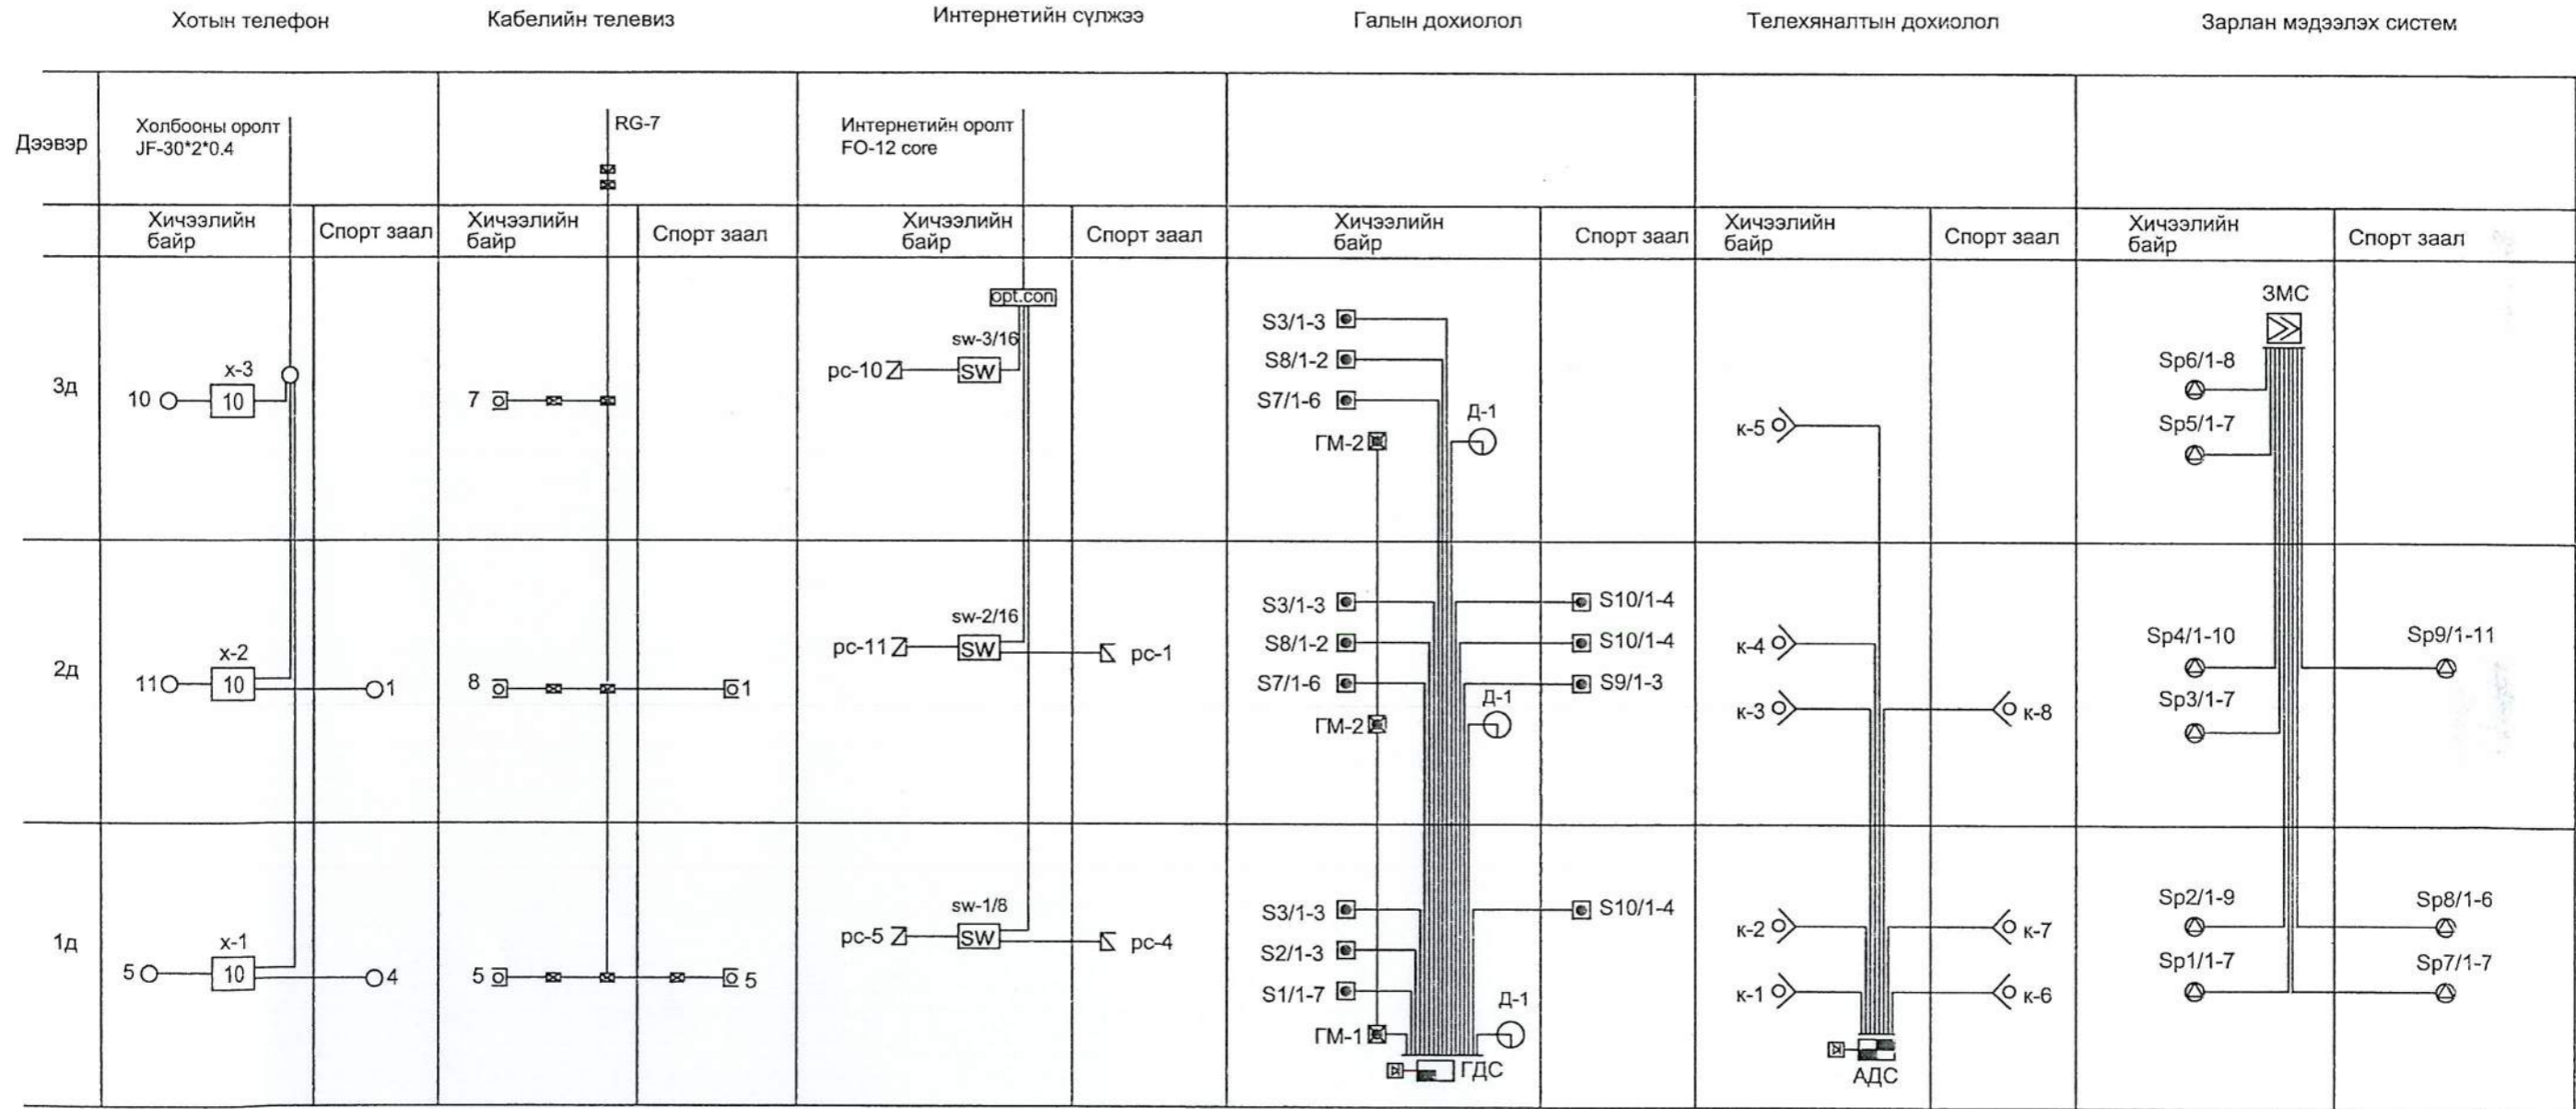 Хотын телефон
Кабелийн телевиз
Интернетийн сүлжээ
Галын дохиолол
Телехяналтын дохиолол
Зарлан мэдээлэх систем
Дээвэр
Холбооны оролт
JF-30*2*0.4
RG-7
Интернетийн оролт
FO-12 core
Хичээлийн
байр
Спорт заал
Хичээлийн
байр
Спорт заал
Хичээлийн
байр
Спорт заал
Хичээлийн
байр
Спорт заал
Хичээлийн
байр
Спорт заал
Хичээлийн
байр
Спорт заал
3д
10
х-3
10
7
opt.con
sw-3/16
рс-10
SW
S3/1-3
S8/1-2
S7/1-6
ГМ-2
Д-1
к-5
ЗМС
Sp6/1-8
Sp5/1-7
2д
11
х-2
10
1
8
1
sw-2/16
рс-11
SW
рс-1
S3/1-3
S8/1-2
S7/1-6
ГМ-2
Д-1
S10/1-4
S10/1-4
S9/1-3
к-4
к-3
к-8
Sp4/1-10
Sp3/1-7
Sp9/1-11
1д
5
х-1
10
4
5
5
sw-1/8
рс-5
SW
рс-4
S3/1-3
S2/1-3
S1/1-7
ГМ-1
Д-1
ГДС
S10/1-4
к-2
к-1
к-7
к-6
АДС
Sp2/1-9
Sp1/1-7
Sp8/1-6
Sp7/1-7